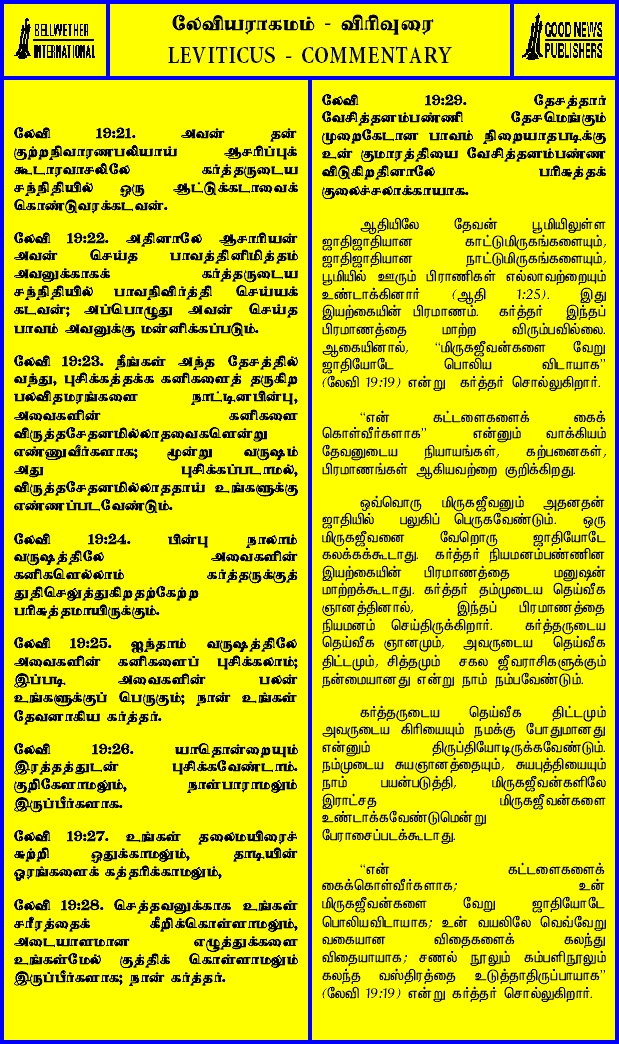 BELLWETHER
INTERNATIONAL
லேவியராகமம் - விரிவுரை
LEVITICUS - COMMENTARY
GOOD NEWS
PUBLISHERS
லேவி 19:21. அவன் தன்
குற்றநிவாரணபலியாய் ஆசரிப்புக்
கூடாரவாசலிலே கர்த்தருடைய
சந்நிதியில் ஒரு ஆட்டுக்கடாவைக்
கொண்டுவரக்கடவன்.
லேவி 19:22. அதினாலே ஆசாரியன்
அவன் செய்த பாவத்தினிமித்தம்
அவனுக்காகக் கர்த்தருடைய
சந்நிதியில் பாவநிவிர்த்தி செய்யக்
கடவன்; அப்பொழுது அவன் செய்த
பாவம் அவனுக்கு மன்னிக்கப்படும்.
லேவி 19:23. நீங்கள் அந்த தேசத்தில்
வந்து, புசிக்கத்தக்க கனிகளைத் தருகிற
பல்விதமரங்களை நாட்டினபின்பு,
அவைகளின் கனிகளை
விருத்தசேதனமில்லாதவைகளென்று
எண்ணுவீர்களாக; மூன்று வருஷம்
அது புசிக்கப்படாமல்,
விருத்தசேதனமில்லாததாய் உங்களுக்கு
எண்ணப்படவேண்டும்.
லேவி 19:24. பின்பு நாலாம்
வருஷத்திலே அவைகளின்
கனிகளெல்லாம் கர்த்தருக்குத்
துதிசெலுத்துகிறதற்கேற்ற
பரிசுத்தமாயிருக்கும்.
லேவி 19:25. ஐந்தாம் வருஷத்திலே
அவைகளின் கனிகளைப் புசிக்கலாம்;
இப்படி அவைகளின் பலன்
உங்களுக்குப் பெருகும்; நான் உங்கள்
தேவனாகிய கர்த்தர்.
லேவி 19:26. யாதொன்றையும்
இரத்தத்துடன் புசிக்கவேண்டாம்.
குறிகேளாமலும், நாள்பாராமலும்
இருப்பீர்களாக.
லேவி 19:27. உங்கள் தலைமயிரைச்
சுற்றி ஒதுக்காமலும், தாடியின்
ஓரங்களைக் கத்தரிக்காமலும்,
லேவி 19:28. செத்தவனுக்காக உங்கள்
சரீரத்தைக் கீறிக்கொள்ளாமலும்,
அடையாளமான எழுத்துக்களை
உங்கள்மேல் குத்திக் கொள்ளாமலும்
இருப்பீர்களாக; நான் கர்த்தர்.
லேவி 19:29. தேசத்தார்
வேசித்தனம்பண்ணி தேசமெங்கும்
முறைகேடான பாவம் நிறையாதபடிக்கு
உன் குமாரத்தியை வேசித்தனம்பண்ண
விடுகிறதினாலே பரிசுத்தக்
குலைச்சலாக்காயாக.
ஆதியிலே தேவன் பூமியிலுள்ள
ஜாதிஜாதியான காட்டுமிருகங்களையும்,
ஜாதிஜாதியான நாட்டுமிருகங்களையும்,
பூமியில் ஊரும் பிராணிகள் எல்லாவற்றையும்
உண்டாக்கினார் (ஆதி 1:25). இது
இயற்கையின் பிரமாணம். கர்த்தர் இந்தப்
பிரமாணத்தை மாற்ற விரும்பவில்லை.
ஆகையினால், “மிருகஜீவன்களை வேறு
ஜாதியோடே பொலிய விடாயாக”
(லேவி 19:19) என்று கர்த்தர் சொல்லுகிறார்.
“என் கட்டளைகளைக் கைக்
கொள்வீர்களாக” என்னும் வாக்கியம்
தேவனுடைய நியாயங்கள், கற்பனைகள்,
பிரமாணங்கள் ஆகியவற்றை குறிக்கிறது.
ஒவ்வொரு மிருகஜீவனும் அதனதன்
ஜாதியில் பலுகிப் பெருகவேண்டும். ஒரு
மிருகஜீவனை வேறொரு ஜாதியோடே
கலக்கக்கூடாது. கர்த்தர் நியமனம்பண்ணின
இயற்கையின் பிரமாணத்தை மனுஷன்
மாற்றக்கூடாது. கர்த்தர் தம்முடைய தெய்வீக
ஞானத்தினால், இந்தப் பிரமாணத்தை
நியமனம் செய்திருக்கிறார். கர்த்தருடைய
தெய்வீக ஞானமும், அவருடைய தெய்வீக
திட்டமும், சித்தமும் சகல ஜீவராசிகளுக்கும்
நன்மையானது என்று நாம் நம்பவேண்டும்.
கர்த்தருடைய தெய்வீக திட்டமும்
அவருடைய கிரியையும் நமக்கு போதுமானது
என்னும் திருப்தியோடிருக்கவேண்டும்.
நம்முடைய சுயஞானத்தையும், சுயபுத்தியையும்
நாம் பயன்படுத்தி, மிருகஜீவன்களிலே
இராட்சத மிருகஜீவன்களை
உண்டாக்கவேண்டுமென்று
பேராசைப்படக்கூடாது.
“என் கட்டளைகளைக்
கைக்கொள்வீர்களாக; உன்
மிருகஜீவன்களை வேறு ஜாதியோடே
பொலியவிடாயாக; உன் வயலிலே வெவ்வேறு
வகையான விதைகளைக் கலந்து
விதையாயாக; சணல் நூலும் கம்பளிநூலும்
கலந்த வஸ்திரத்தை உடுத்தாதிருப்பாயாக”
(லேவி 19:19) என்று கர்த்தர் சொல்லுகிறார்.